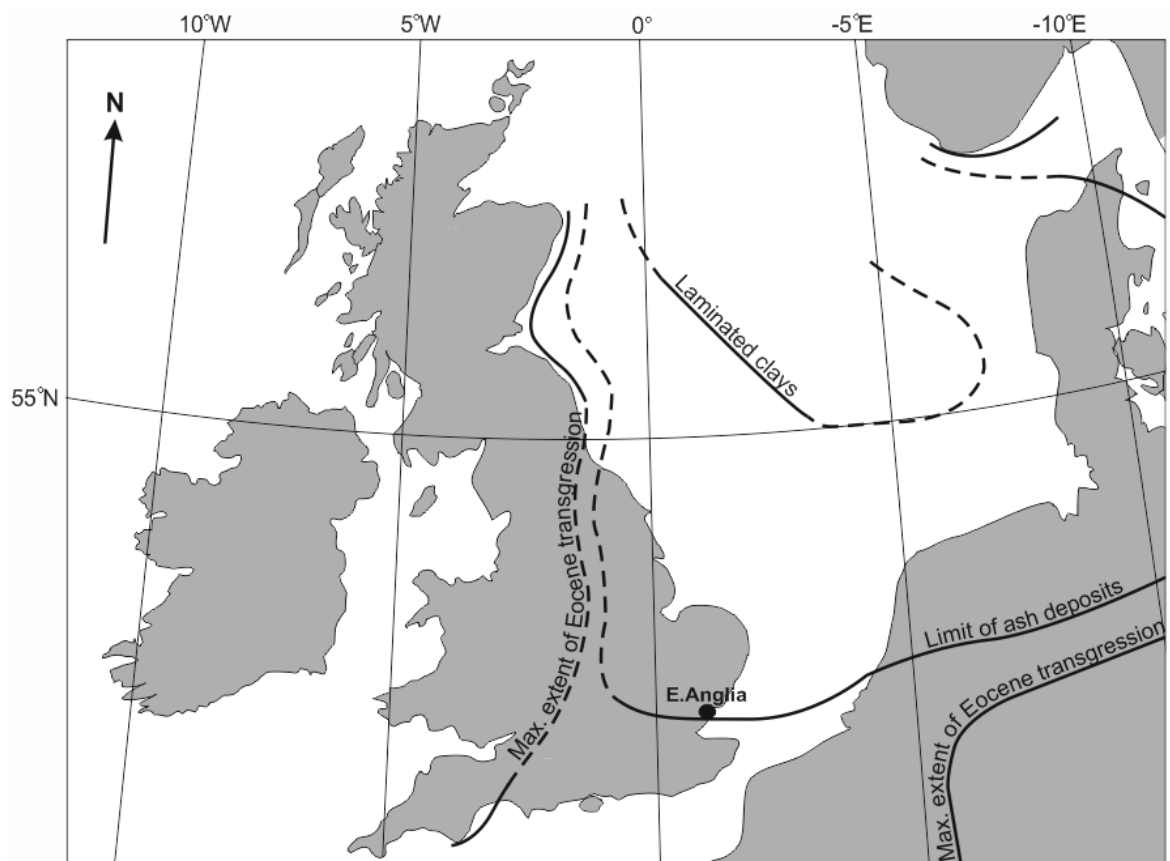 10°W 5°W 0° -5°E -10°E
N
Laminated clays
55°N
Max. extent of Eocene transgression
Limit of ash deposits
E.Anglia
Max. extent of Eocene transgression